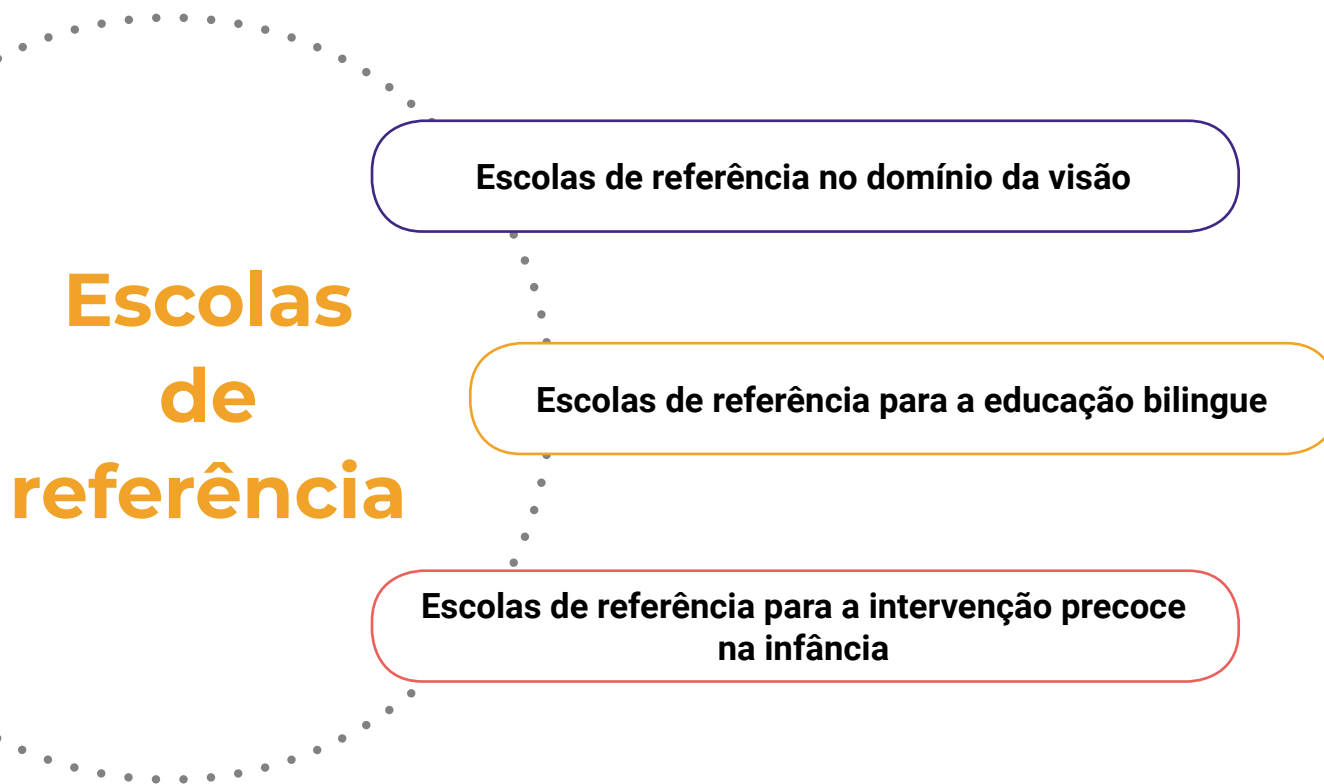 Escolas
de
referência
Escolas de referência no domínio da visão
Escolas de referência para a educação bilingue
Escolas de referência para a intervenção precoce
na infância